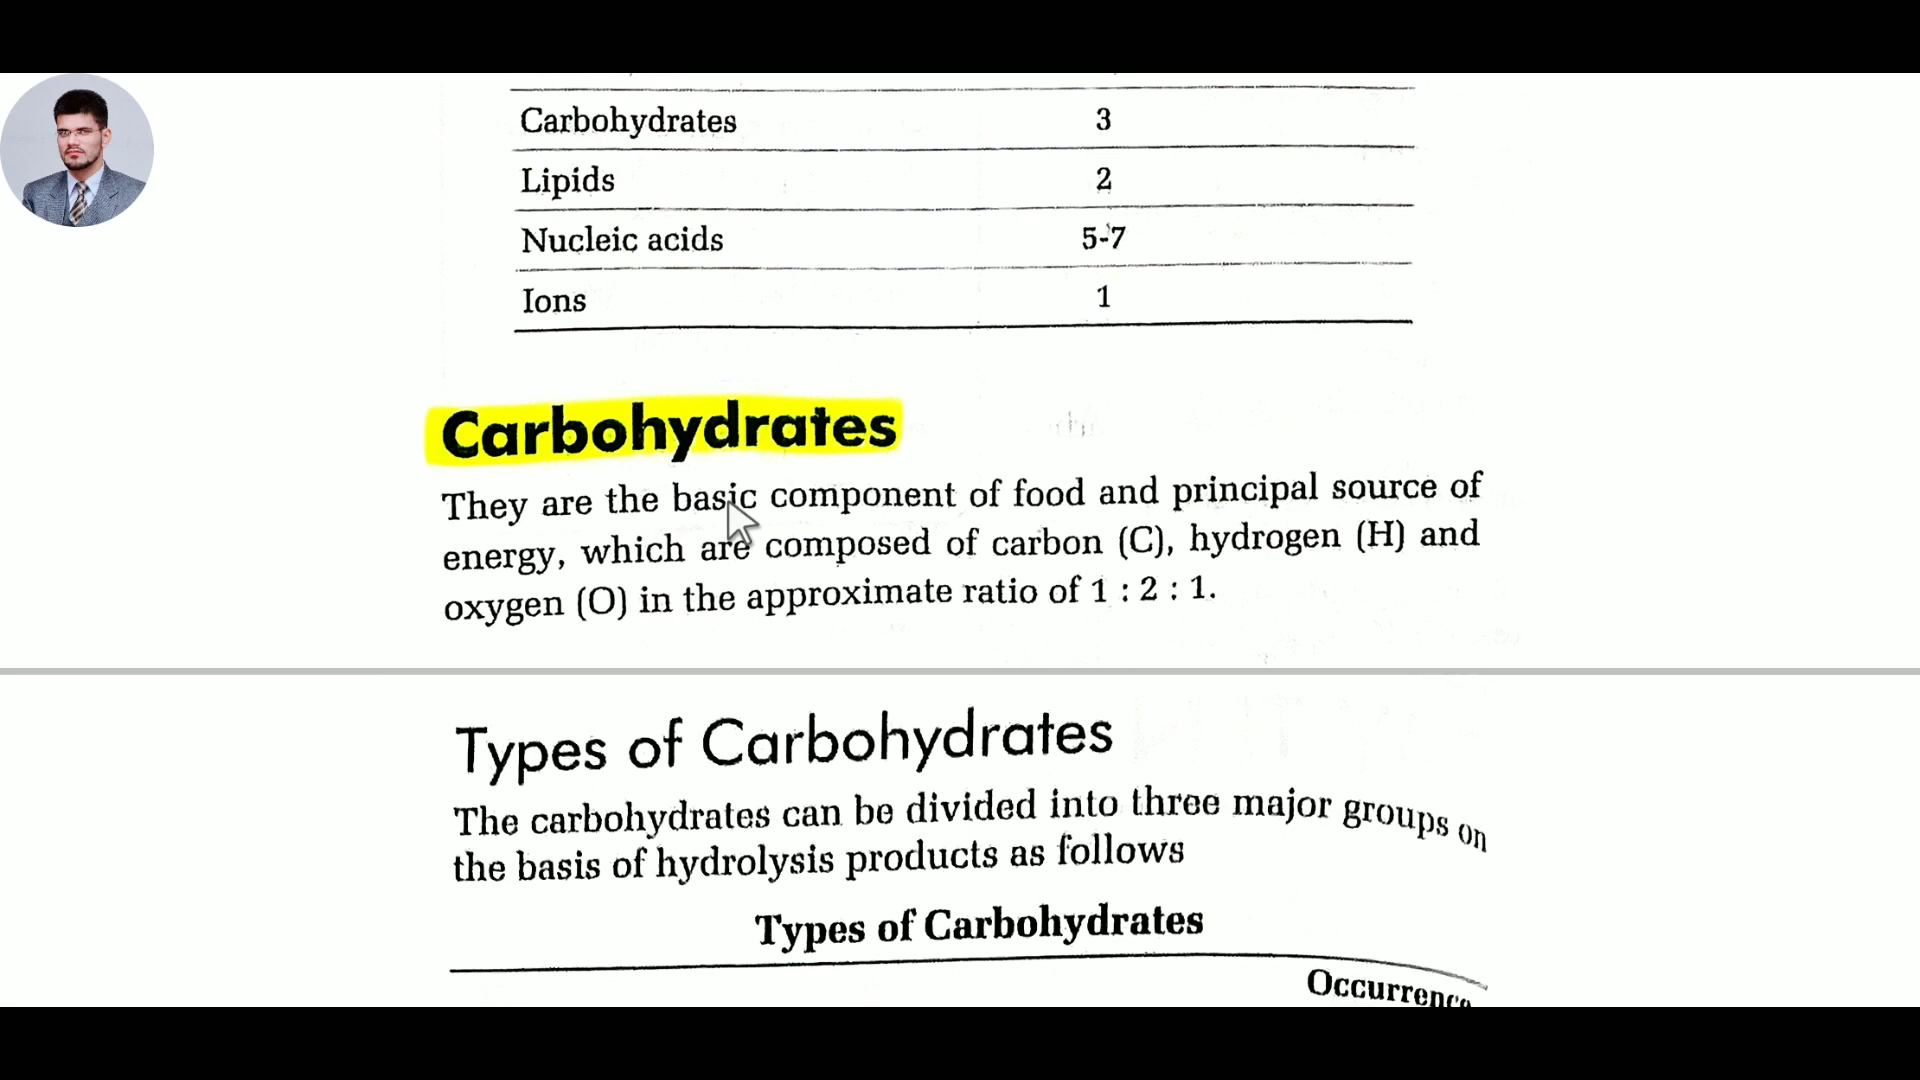 Carbohydrates 3
Lipids 2
Nucleic acids 5-7
Ions 1
Carbohydrates
They are the basic component of food and principal source of
energy, which are composed of carbon (C), hydrogen (H) and
oxygen (O) in the approximate ratio of 1 : 2 : 1.
Types of Carbohydrates
The carbohydrates can be divided into three major groups on
the basis of hydrolysis products as follows
Types of Carbohydrates
Occurrence